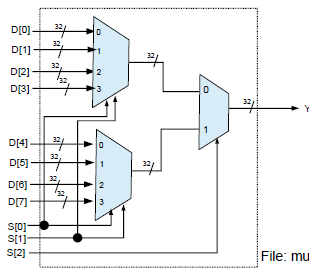 D[0] 32 0
D[1] 32 1
D[2] 32 2
D[3] 32 3
32
0
32
Y
D[4] 32 0
D[5] 32 1
D[6] 32 2
D[7] 32 3
32
1
S[0]
S[1]
S[2]
File: mu